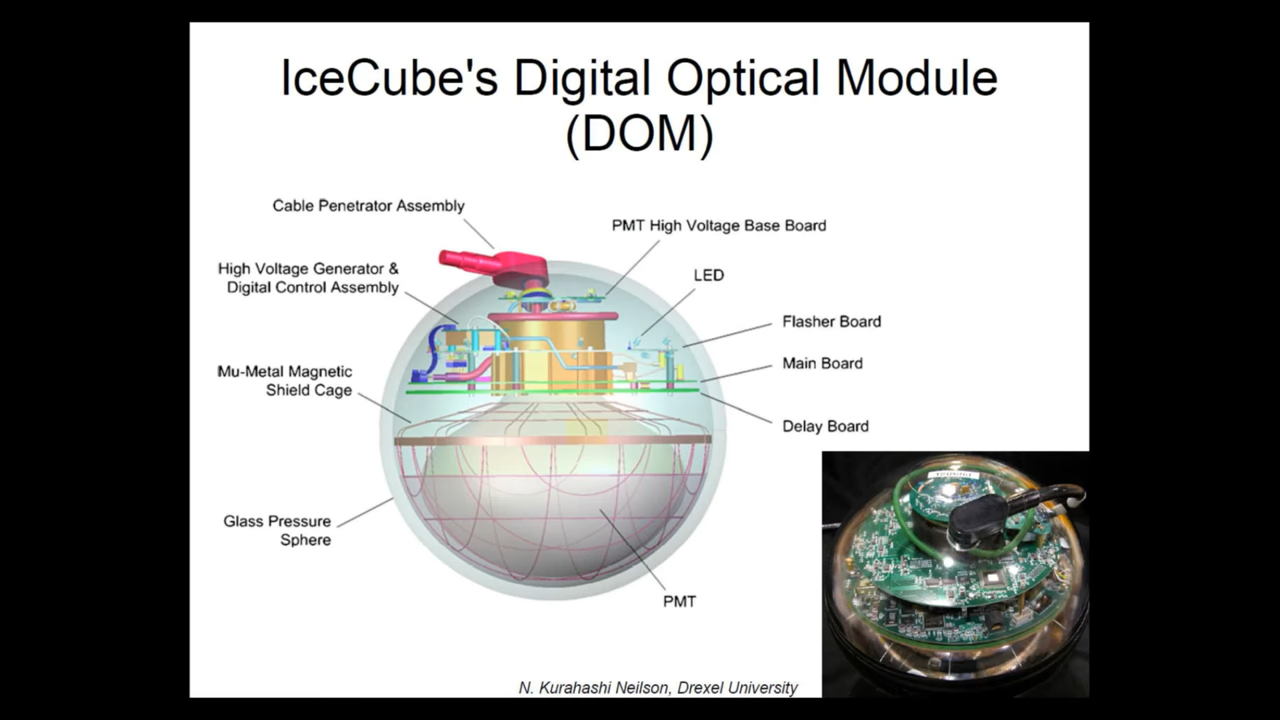 IceCube's Digital Optical Module
(DOM)
Cable Penetrator Assembly
PMT High Voltage Base Board
High Voltage Generator &
Digital Control Assembly
LED
Flasher Board
Main Board
Mu-Metal Magnetic
Shield Cage
Delay Board
Glass Pressure
Sphere
PMT
N. Kurahashi Neilson, Drexel University